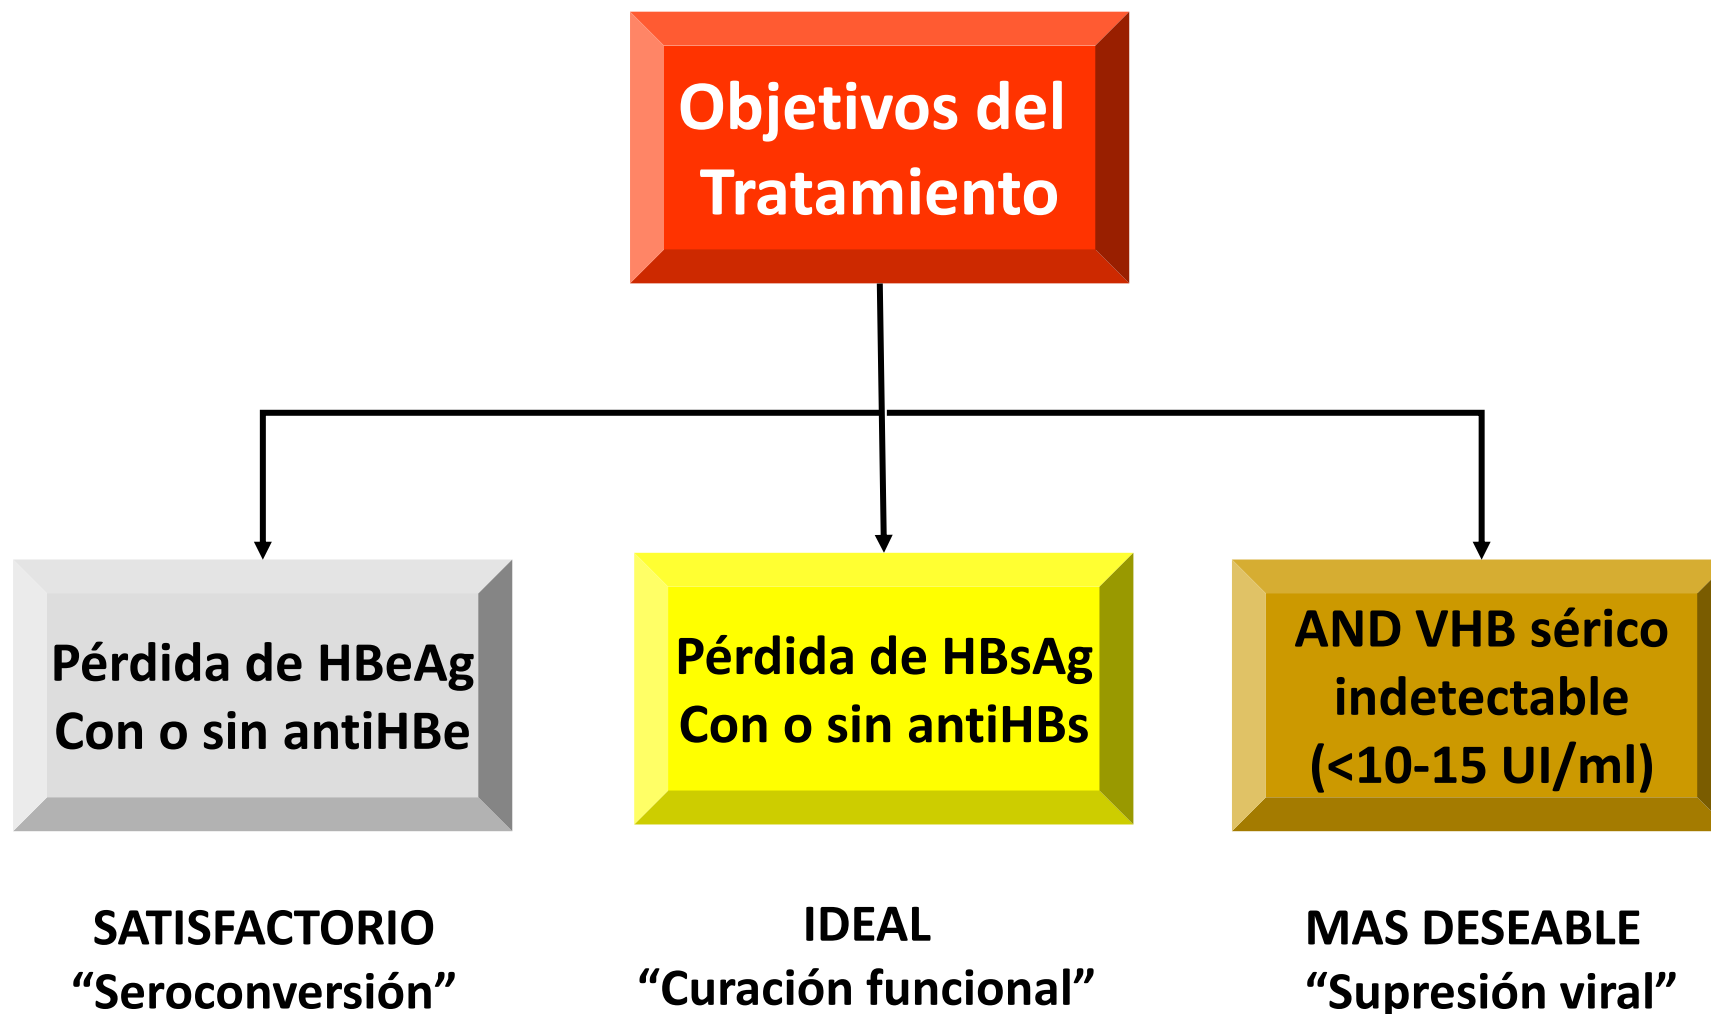 Objetivos del
Tratamiento
Pérdida de HBeAg
Con o sin antiHBe
Pérdida de HBsAg
Con o sin antiHBs
AND VHB sérico
indetectable
(<10-15 UI/ml)
SATISFACTORIO
“Seroconversión”
IDEAL
“Curación funcional”
MAS DESEABLE
“Supresión viral”